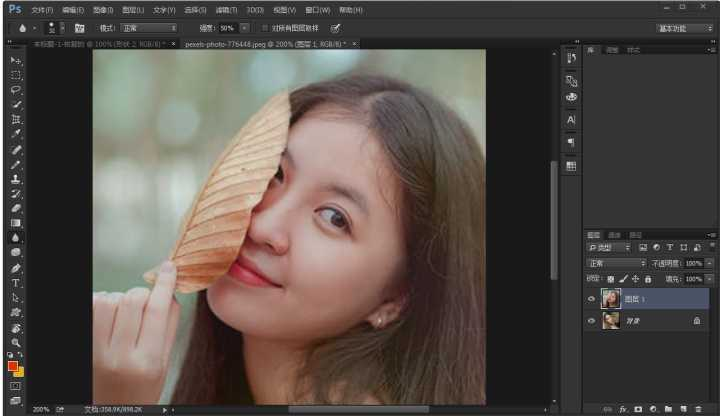 Ps 文件(F) 编辑(E) 图像(I) 图层(L) 文字(Y) 选择(S) 滤镜(T) 3D(D) 视图(V) 窗口(W) 帮助(H)
模式: 正常 强度: 50% 对所有图层取样 基本功能
未标题-1-恢复的 @ 100% (形状 2, RGB/8) * × pexels-photo-776448.jpeg @ 200% (图层 1, RGB/8) * ×
库 调整 样式
图层 通道 路径
类型
正常 不透明度: 100%
锁定: 填充: 100%
图层 1
背景
200% 文档:358.9K/898.2K